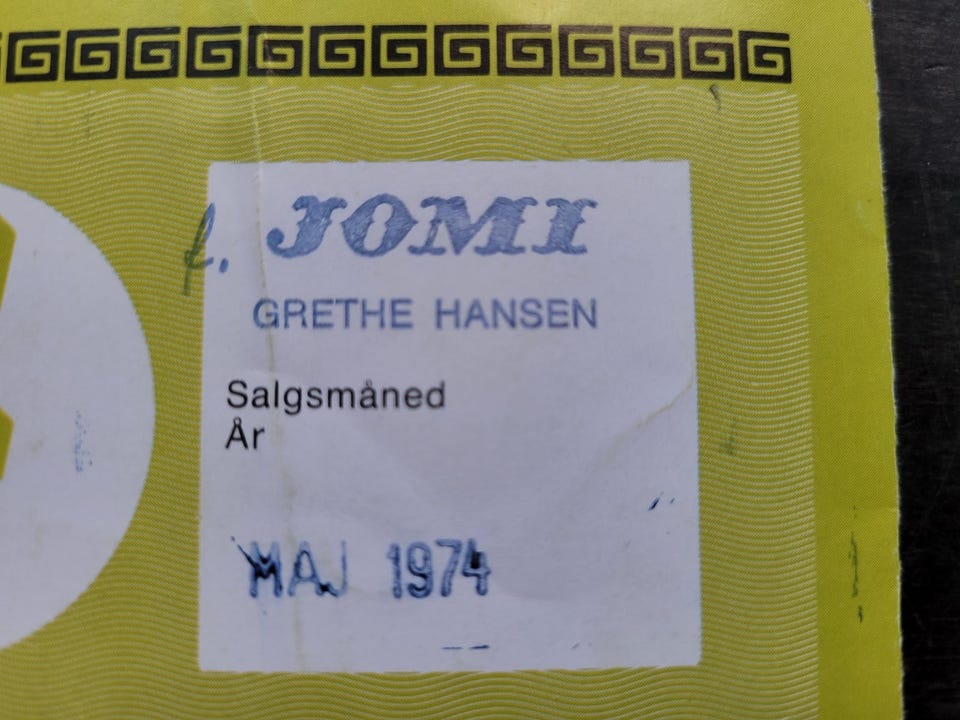 f. JOMI
GRETHE HANSEN
Salgsmåned
År
MAJ 1974